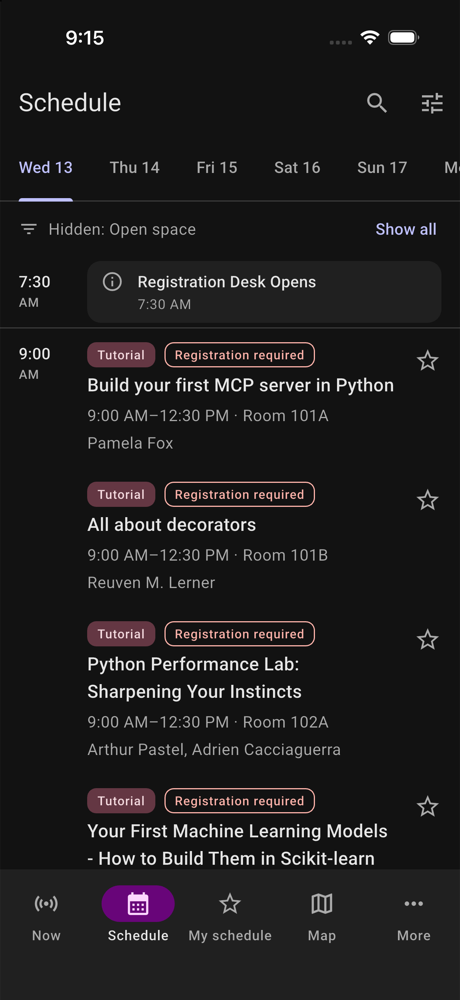 9:15
Schedule
Wed 13 Thu 14 Fri 15 Sat 16 Sun 17
Hidden: Open space Show all
7:30 AM
Registration Desk Opens
7:30 AM
9:00 AM
Tutorial Registration required
Build your first MCP server in Python
9:00 AM–12:30 PM · Room 101A
Pamela Fox
Tutorial Registration required
All about decorators
9:00 AM–12:30 PM · Room 101B
Reuven M. Lerner
Tutorial Registration required
Python Performance Lab:
Sharpening Your Instincts
9:00 AM–12:30 PM · Room 102A
Arthur Pastel, Adrien Cacciaguerra
Tutorial Registration required
Your First Machine Learning Models
- How to Build Them in Scikit-learn
Now Schedule My schedule Map More